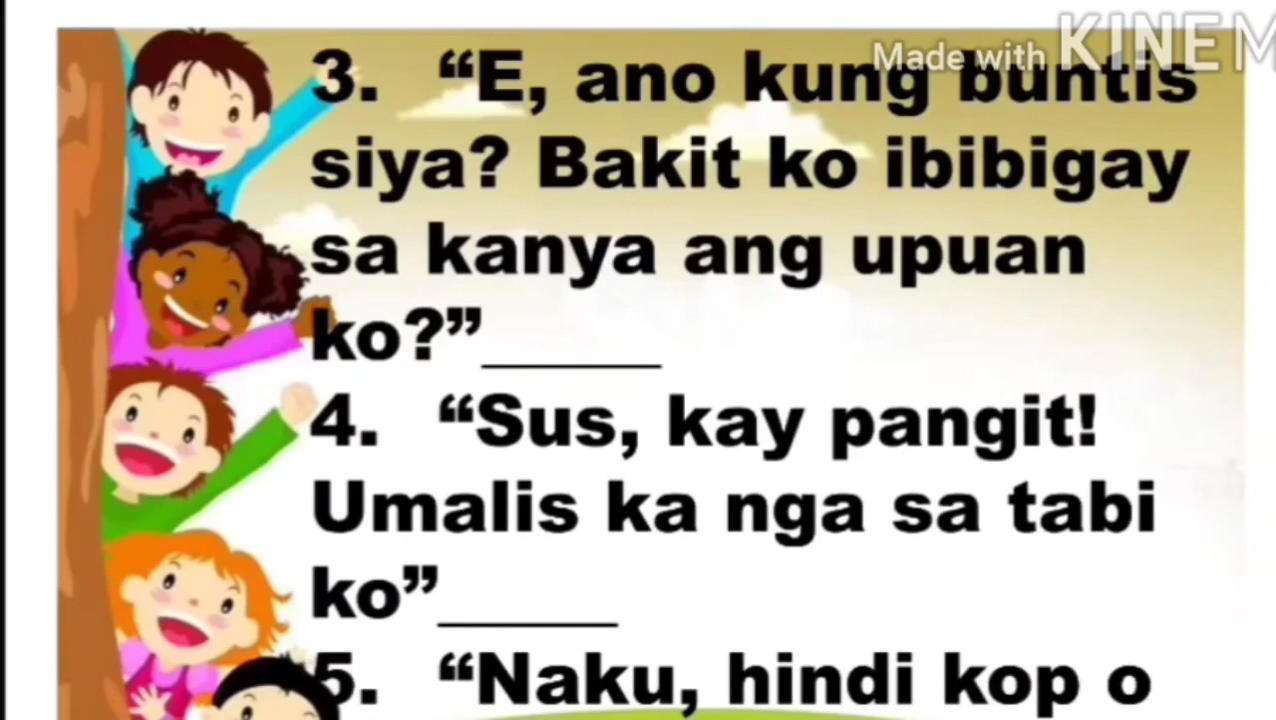 Made with KINEM
3. “E, ano kung buntis
siya? Bakit ko ibibigay
sa kanya ang upuan
ko?”_____
4. “Sus, kay pangit!
Umalis ka nga sa tabi
ko”_____
5. “Naku, hindi kop o